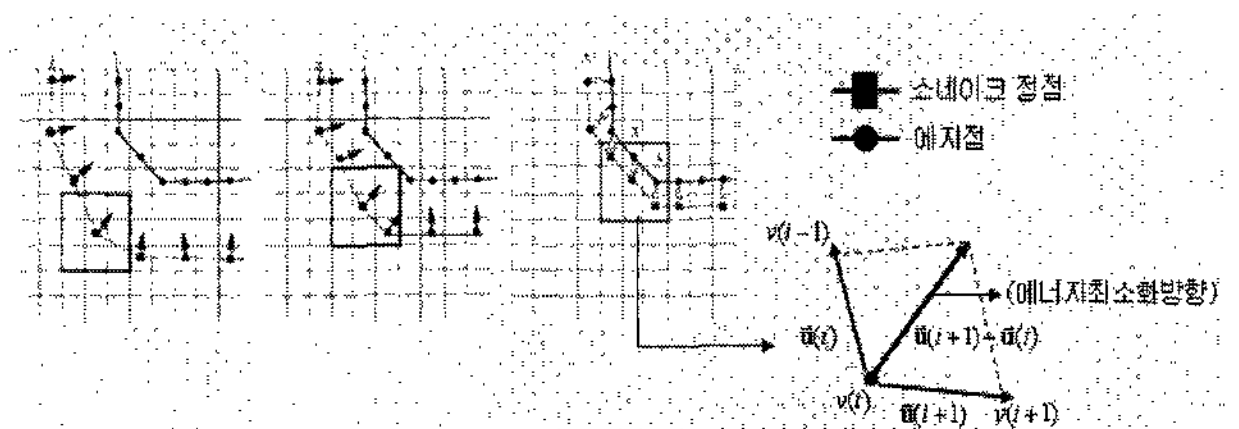 소네이크 정점
에지점
v(i−1)
(에너지최소화방향)
ū(i)
ū(i+1)−ū(i)
v(i)
ū(i+1)
v(i+1)